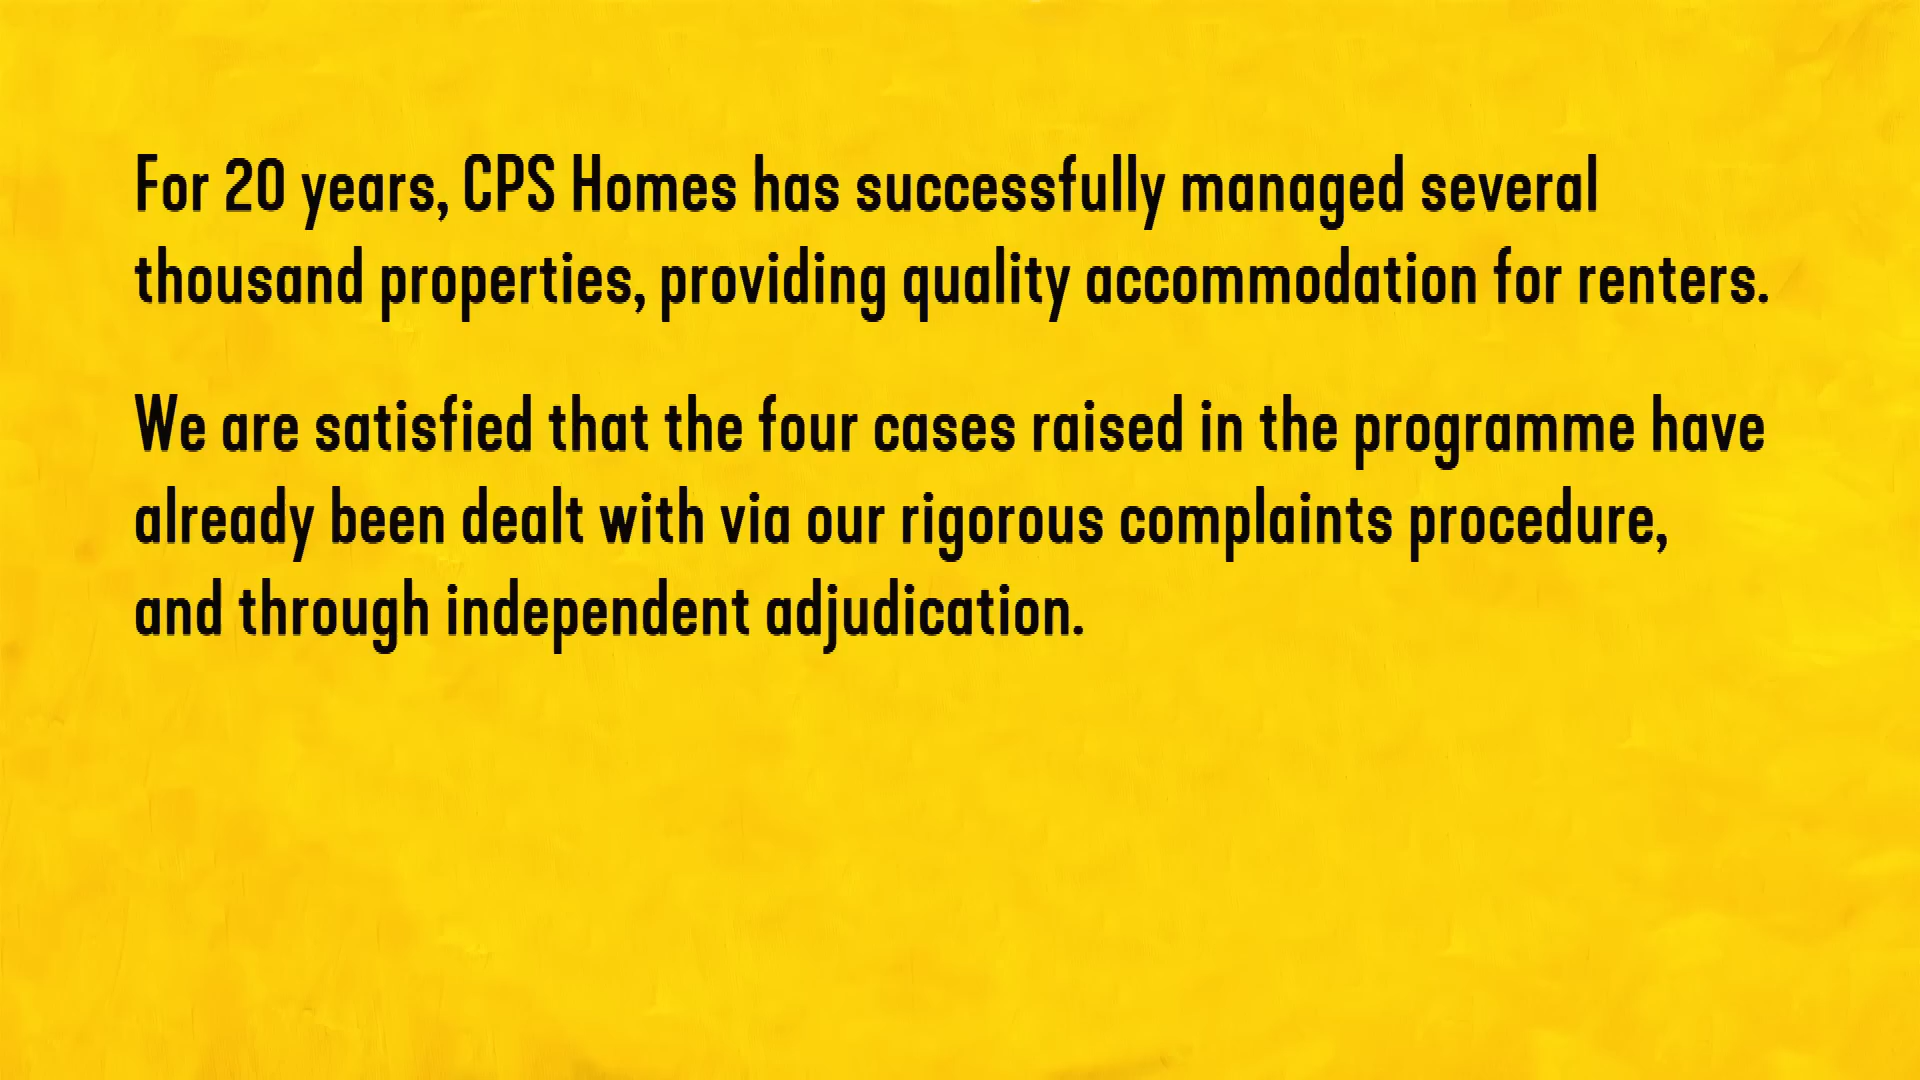 For 20 years, CPS Homes has successfully managed several
thousand properties, providing quality accommodation for renters.
We are satisfied that the four cases raised in the programme have
already been dealt with via our rigorous complaints procedure,
and through independent adjudication.